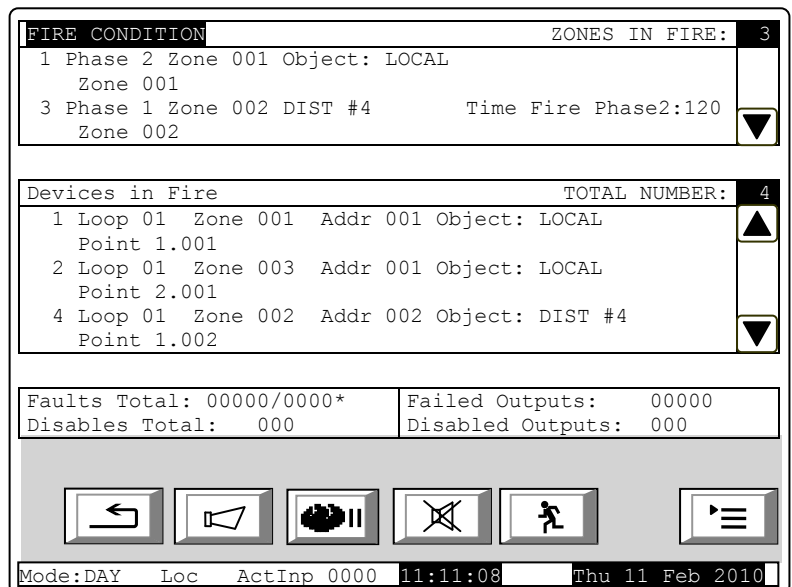 FIRE CONDITION ZONES IN FIRE: 3
1 Phase 2 Zone 001 Object: LOCAL
Zone 001
3 Phase 1 Zone 002 DIST #4 Time Fire Phase2:120
Zone 002
Devices in Fire TOTAL NUMBER: 4
1 Loop 01 Zone 001 Addr 001 Object: LOCAL
Point 1.001
2 Loop 01 Zone 003 Addr 001 Object: LOCAL
Point 2.001
4 Loop 01 Zone 002 Addr 002 Object: DIST #4
Point 1.002
Faults Total: 00000/0000* Failed Outputs: 00000
Disables Total: 000 Disabled Outputs: 000
Mode:DAY Loc ActInp 0000 11:11:08 Thu 11 Feb 2010